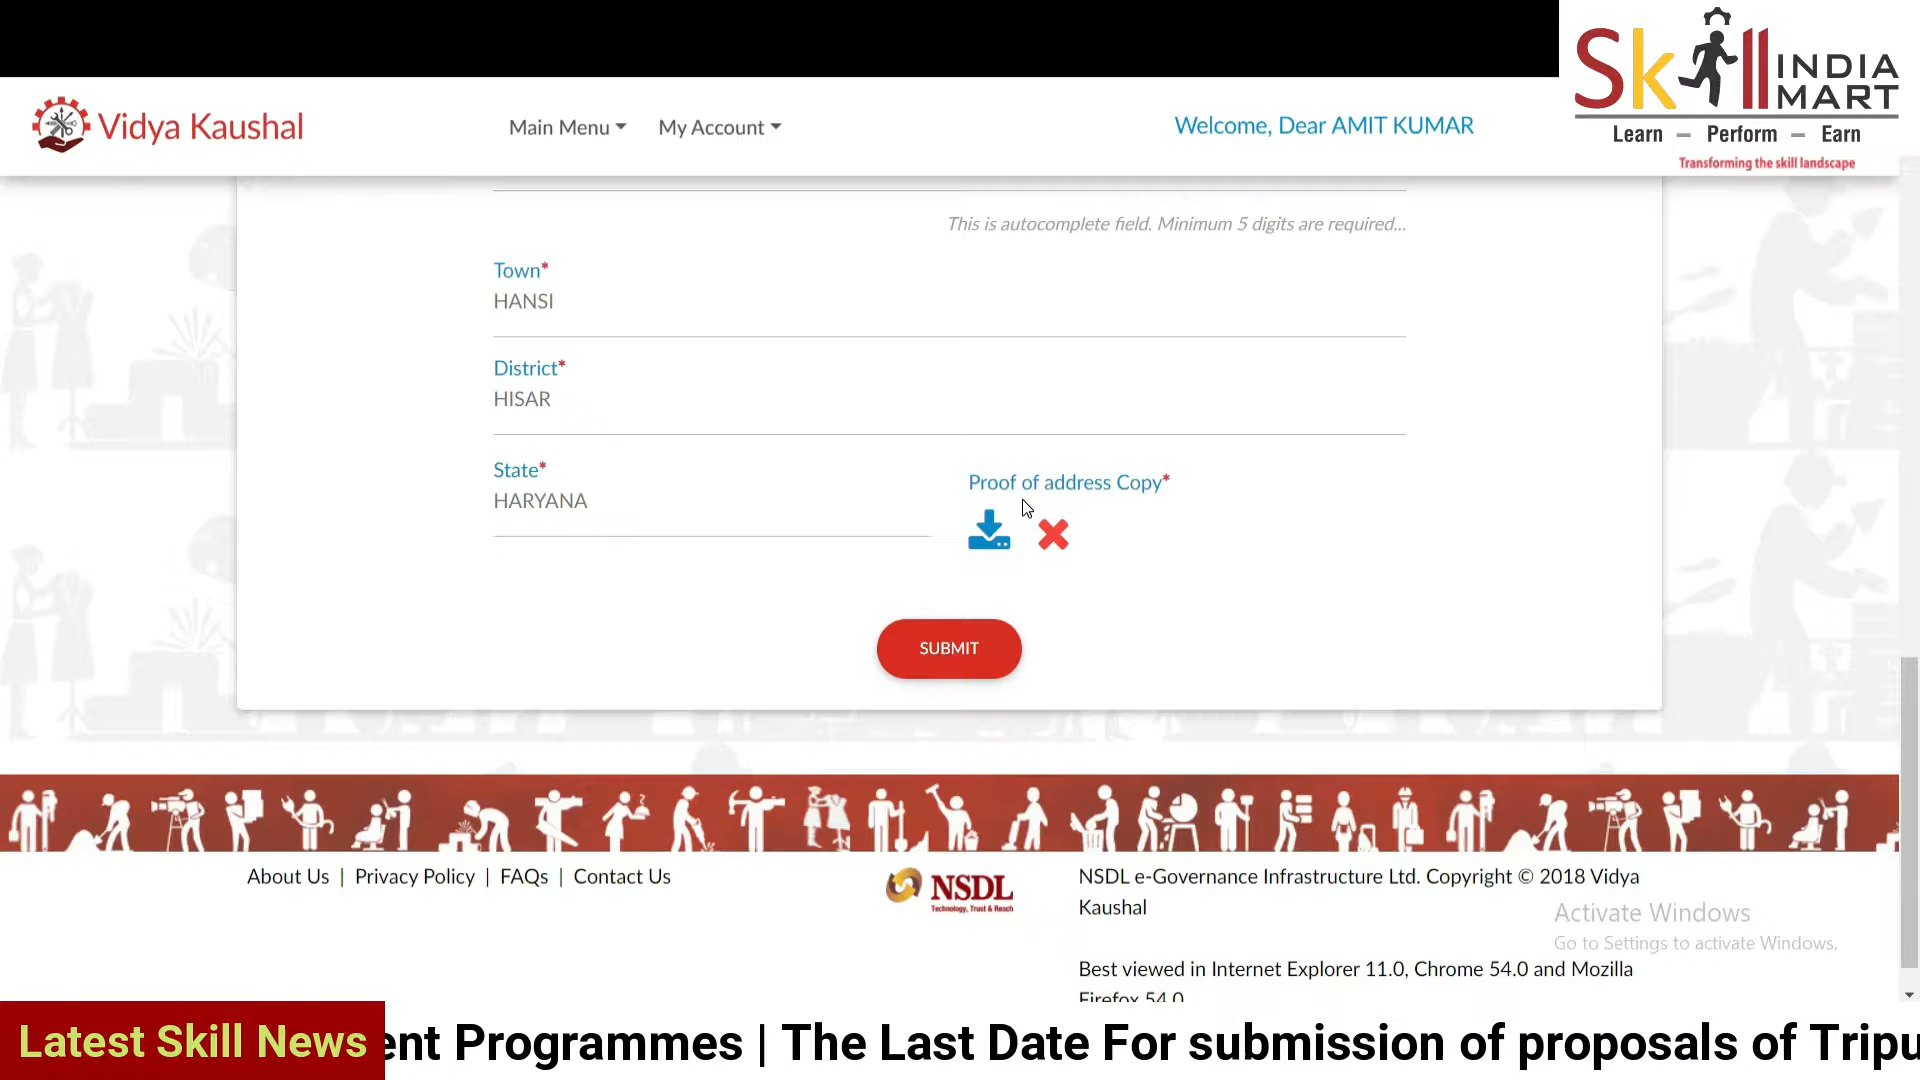 Skill INDIA MART
Learn – Perform – Earn
Transforming the skill landscape
Vidya Kaushal
Main Menu
My Account
Welcome, Dear AMIT KUMAR
This is autocomplete field. Minimum 5 digits are required...
Town*
HANSI
District*
HISAR
State*
HARYANA
Proof of address Copy*
SUBMIT
About Us | Privacy Policy | FAQs | Contact Us
NSDL
Technology, Trust & Reach
NSDL e-Governance Infrastructure Ltd. Copyright © 2018 Vidya
Kaushal
Activate Windows
Go to Settings to activate Windows.
Best viewed in Internet Explorer 11.0, Chrome 54.0 and Mozilla
Firefox 54.0
Latest Skill News
ent Programmes | The Last Date For submission of proposals of Tripu